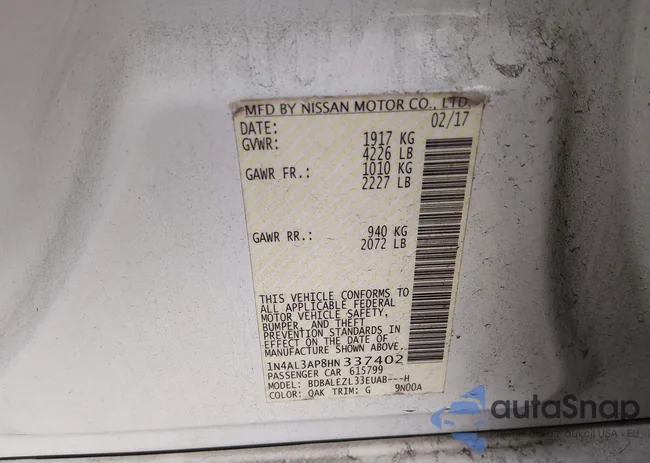 MFD BY NISSAN MOTOR CO., LTD.
DATE: 02/17
GVWR: 1917 KG
4226 LB
GAWR FR.: 1010 KG
2227 LB
GAWR RR.: 940 KG
2072 LB
THIS VEHICLE CONFORMS TO
ALL APPLICABLE FEDERAL
MOTOR VEHICLE SAFETY,
BUMPER, AND THEFT
PREVENTION STANDARDS IN
EFFECT ON THE DATE OF
MANUFACTURE SHOWN ABOVE.
1N4AL3AP8HN337402
PASSENGER CAR 615799
MODEL: BDBALEZL33EUAB---H
COLOR: QAK TRIM: G 9N00A
autoSnap
USA - EU